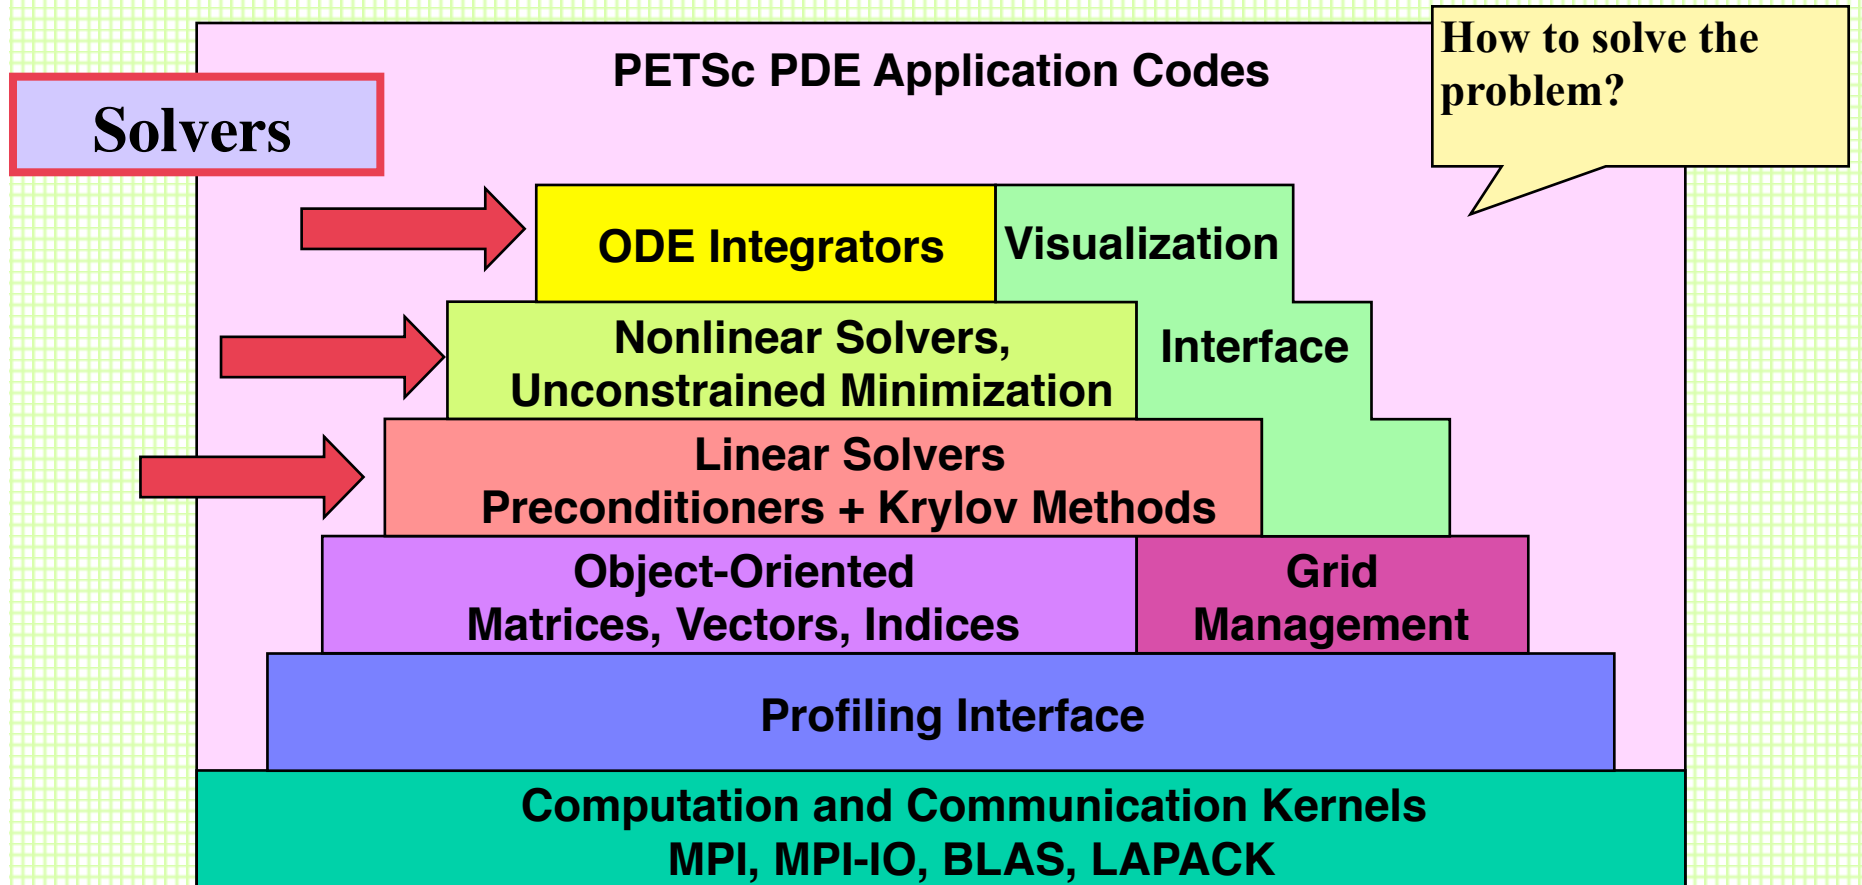 PETSc PDE Application Codes
How to solve the
problem?
Solvers
ODE Integrators
Visualization
Nonlinear Solvers,
Unconstrained Minimization
Interface
Linear Solvers
Preconditioners + Krylov Methods
Object-Oriented
Matrices, Vectors, Indices
Grid
Management
Profiling Interface
Computation and Communication Kernels
MPI, MPI-IO, BLAS, LAPACK